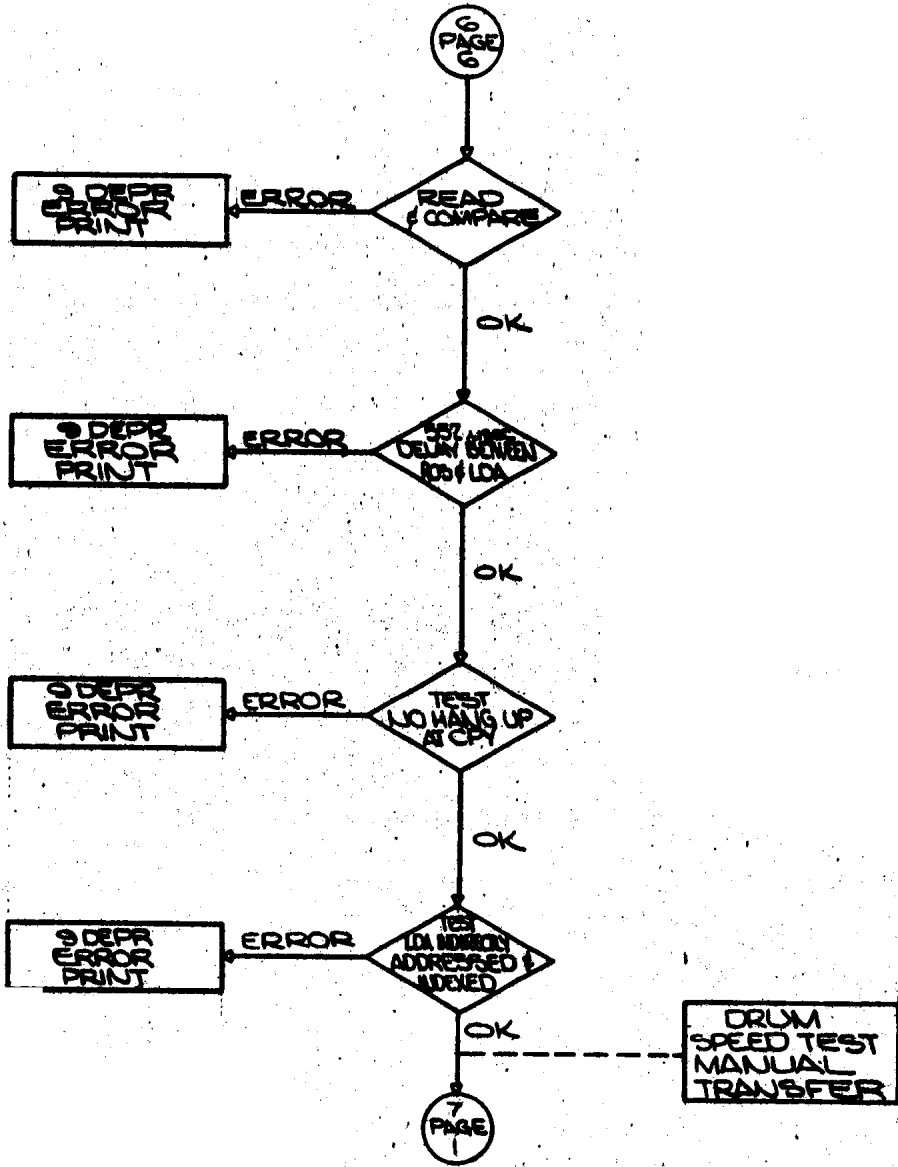 6
PAGE
6
READ
& COMPARE
ERROR
9 DEPR
ERROR
PRINT
OK
DELAY BETWEEN
& LDA
ERROR
9 DEPR
ERROR
PRINT
OK
TEST
NO HANG UP
AT CPY
ERROR
9 DEPR
ERROR
PRINT
OK
TEST
LDA INDIRECTLY
ADDRESSED &
INDEXED
ERROR
9 DEPR
ERROR
PRINT
OK
DRUM
SPEED TEST
MANUAL
TRANSFER
7
PAGE
1